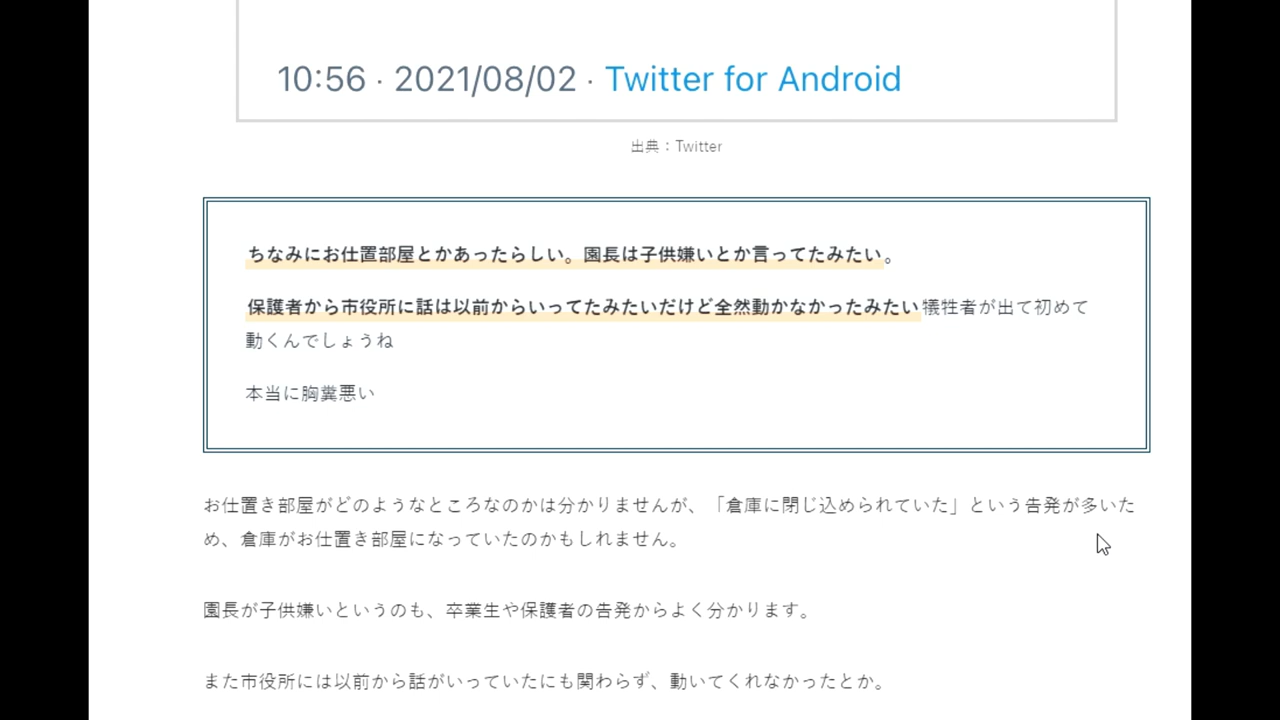 10:56 · 2021/08/02 · Twitter for Android
出典：Twitter
ちなみにお仕置部屋とかあったらしい。園長は子供嫌いとか言ってたみたい。
保護者から市役所に話は以前からいってたみたいだけど全然動かなかったみたい犠牲者が出て初めて
動くんでしょうね
本当に胸糞悪い
お仕置き部屋がどのようなところなのかは分かりませんが、「倉庫に閉じ込められていた」という告発が多いた
め、倉庫がお仕置き部屋になっていたのかもしれません。
園長が子供嫌いというのも、卒業生や保護者の告発からよく分かります。
また市役所には以前から話がいっていたにも関わらず、動いてくれなかったとか。